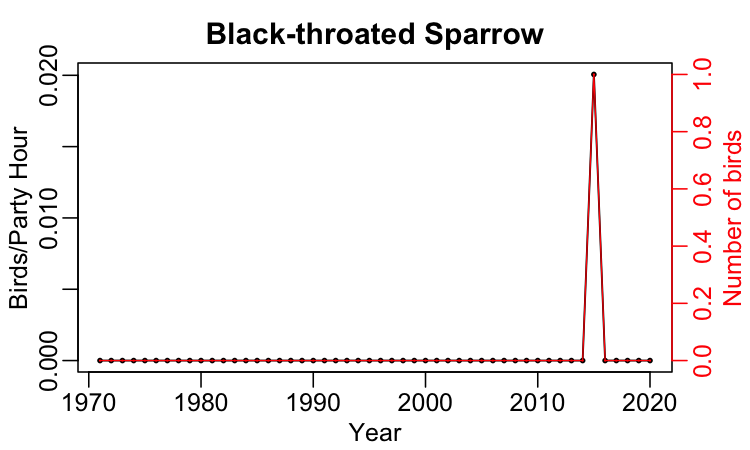 Black-throated Sparrow
Birds/Party Hour
0.020
0.010
0.000
1.0
0.8
0.6
0.4
0.2
0.0
Number of birds
1970 1980 1990 2000 2010 2020
Year